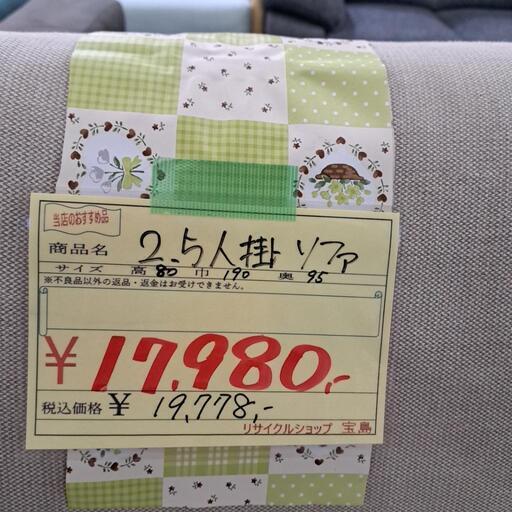 当店のおすすめ品
商品名 2.5人掛ソファ
サイズ 高80 巾190 奥95
※不良品以外の返品・返金はお受けできません。
¥17,980,-
税込価格 ¥ 19,778,-
リサイクルショップ 宝島